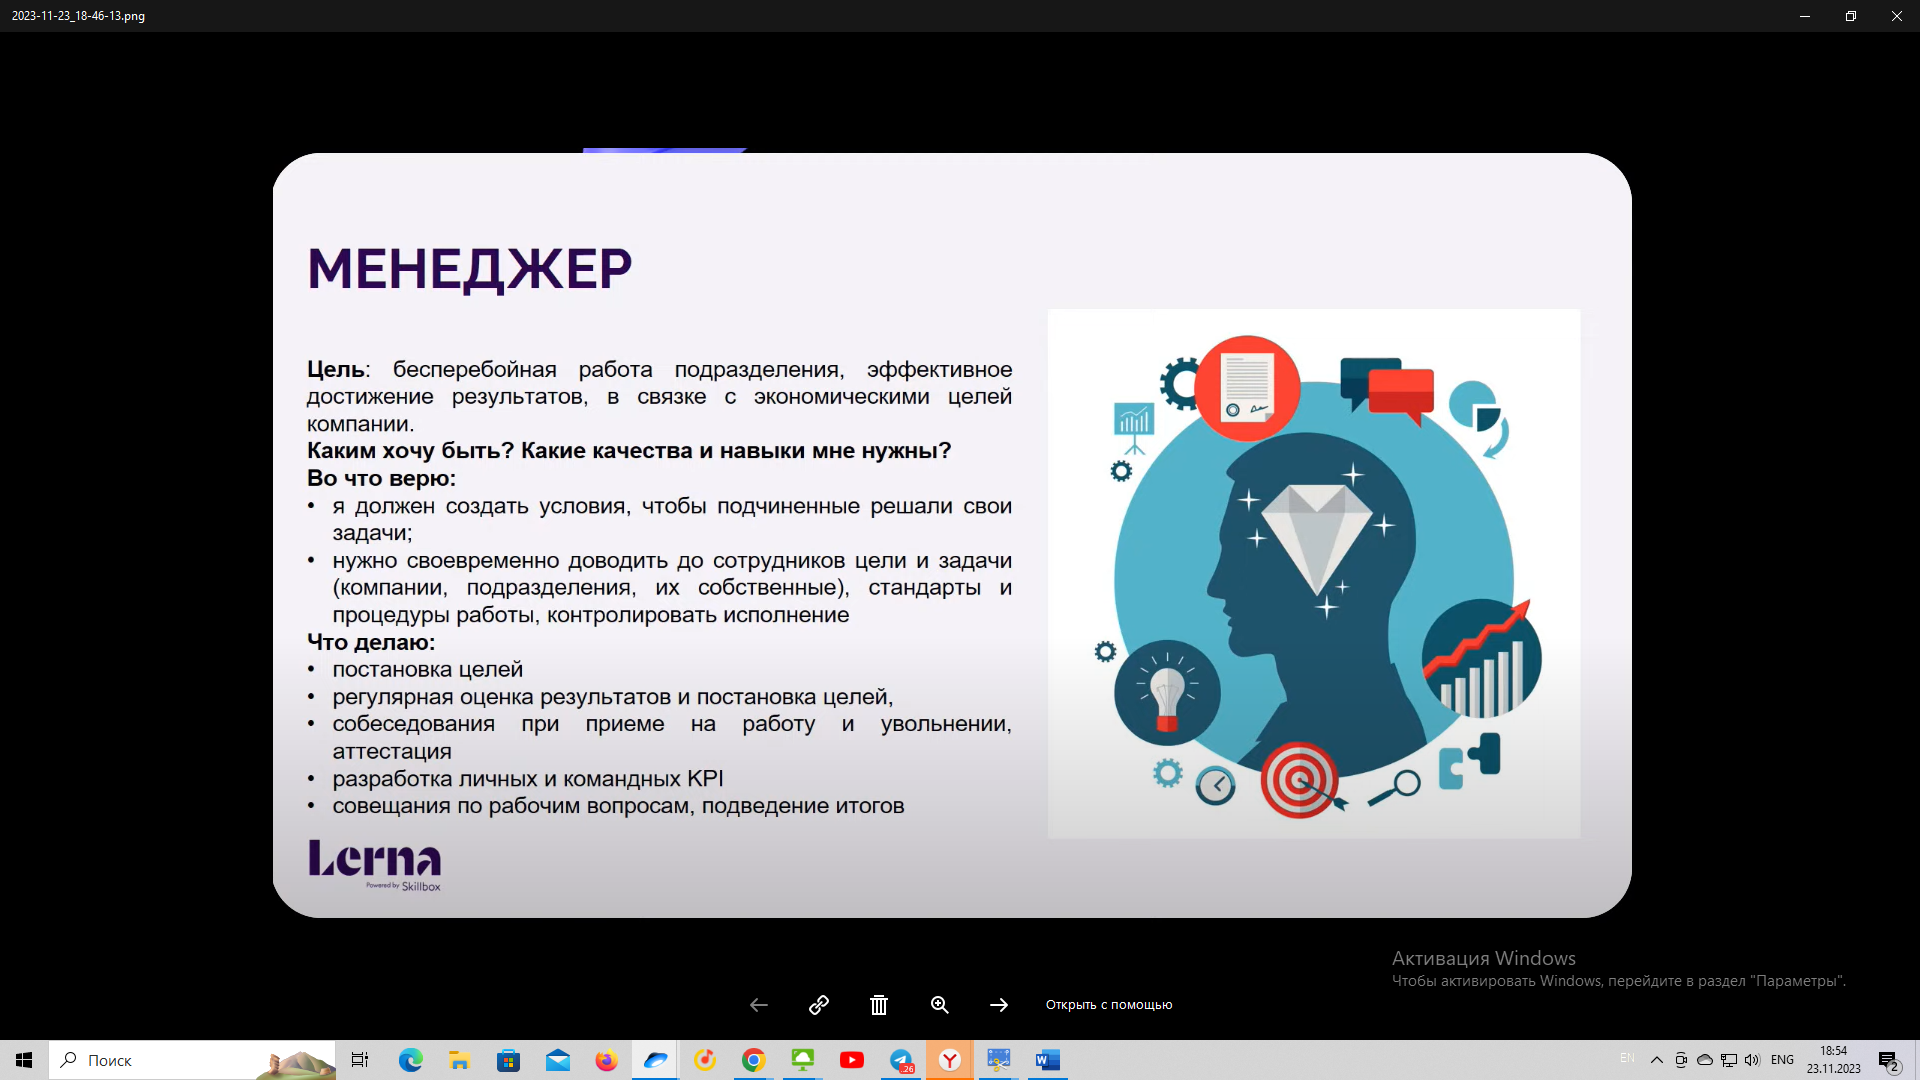 2023-11-23_18-46-13.png
МЕНЕДЖЕР
Цель: бесперебойная работа подразделения, эффективное
достижение результатов, в связке с экономическими целей
компании.
Каким хочу быть? Какие качества и навыки мне нужны?
Во что верю:
• я должен создать условия, чтобы подчиненные решали свои
задачи;
• нужно своевременно доводить до сотрудников цели и задачи
(компании, подразделения, их собственные), стандарты и
процедуры работы, контролировать исполнение
Что делаю:
• постановка целей
• регулярная оценка результатов и постановка целей,
• собеседования при приеме на работу и увольнении,
аттестация
• разработка личных и командных KPI
• совещания по рабочим вопросам, подведение итогов
Lerna
Powered by Skillbox
Активация Windows
Чтобы активировать Windows, перейдите в раздел "Параметры".
Открыть с помощью
Поиск
26
EN
ENG
18:54
23.11.2023
2